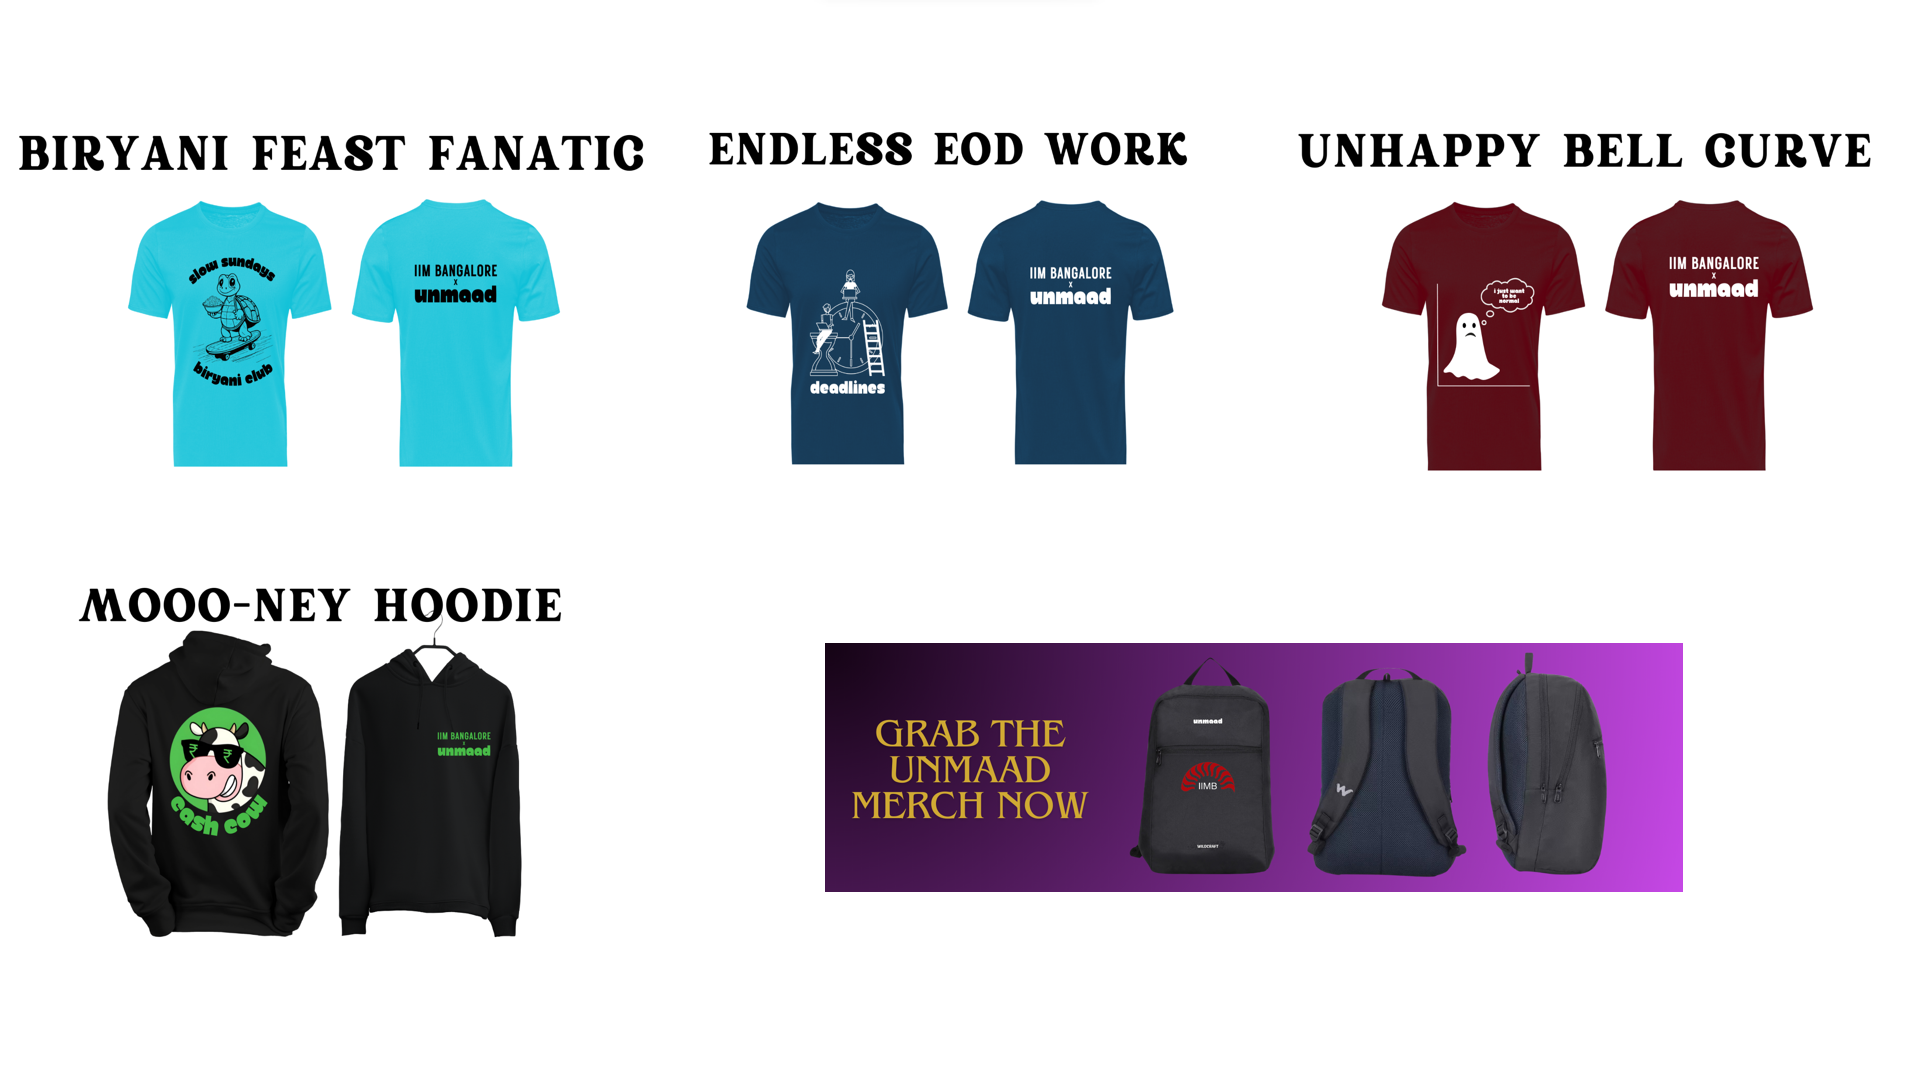 BIRYANI FEAST FANATIC
slow sundays
biryani club
IIM BANGALORE
x
unmaad
ENDLESS EOD WORK
deadlines
IIM BANGALORE
x
unmaad
UNHAPPY BELL CURVE
i just want
to be
normal
IIM BANGALORE
x
unmaad
MOOO-NEY HOODIE
₹ ₹
cash cow
IIM BANGALORE
x
unmaad
GRAB THE
UNMAAD
MERCH NOW
unmaad
IIMB
WILDCRAFT